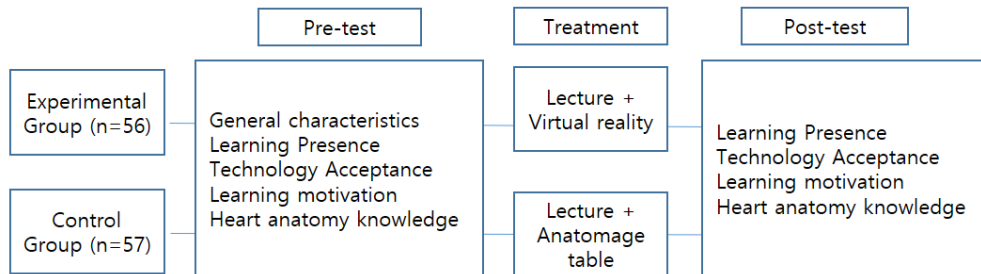 Pre-test
Treatment
Post-test
Experimental
Group (n=56)
General characteristics
Learning Presence
Technology Acceptance
Learning motivation
Heart anatomy knowledge
Lecture +
Virtual reality
Learning Presence
Technology Acceptance
Learning motivation
Heart anatomy knowledge
Control
Group (n=57)
Lecture +
Anatomage
table